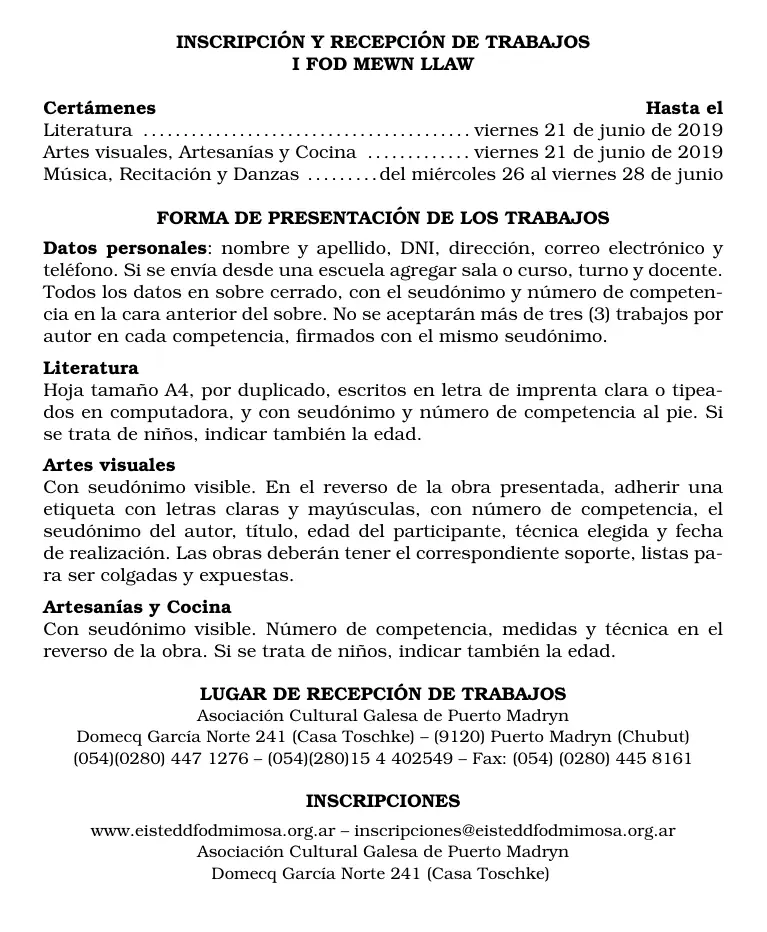 INSCRIPCIÓN Y RECEPCIÓN DE TRABAJOS
I FOD MEWN LLAW
Certámenes Hasta el
Literatura ......................................... viernes 21 de junio de 2019
Artes visuales, Artesanías y Cocina ............. viernes 21 de junio de 2019
Música, Recitación y Danzas .........del miércoles 26 al viernes 28 de junio
FORMA DE PRESENTACIÓN DE LOS TRABAJOS
Datos personales: nombre y apellido, DNI, dirección, correo electrónico y
teléfono. Si se envía desde una escuela agregar sala o curso, turno y docente.
Todos los datos en sobre cerrado, con el seudónimo y número de competen-
cia en la cara anterior del sobre. No se aceptarán más de tres (3) trabajos por
autor en cada competencia, firmados con el mismo seudónimo.
Literatura
Hoja tamaño A4, por duplicado, escritos en letra de imprenta clara o tipea-
dos en computadora, y con seudónimo y número de competencia al pie. Si
se trata de niños, indicar también la edad.
Artes visuales
Con seudónimo visible. En el reverso de la obra presentada, adherir una
etiqueta con letras claras y mayúsculas, con número de competencia, el
seudónimo del autor, título, edad del participante, técnica elegida y fecha
de realización. Las obras deberán tener el correspondiente soporte, listas pa-
ra ser colgadas y expuestas.
Artesanías y Cocina
Con seudónimo visible. Número de competencia, medidas y técnica en el
reverso de la obra. Si se trata de niños, indicar también la edad.
LUGAR DE RECEPCIÓN DE TRABAJOS
Asociación Cultural Galesa de Puerto Madryn
Domecq García Norte 241 (Casa Toschke) – (9120) Puerto Madryn (Chubut)
(054)(0280) 447 1276 – (054)(280)15 4 402549 – Fax: (054) (0280) 445 8161
INSCRIPCIONES
www.eisteddfodmimosa.org.ar – inscripciones@eisteddfodmimosa.org.ar
Asociación Cultural Galesa de Puerto Madryn
Domecq García Norte 241 (Casa Toschke)